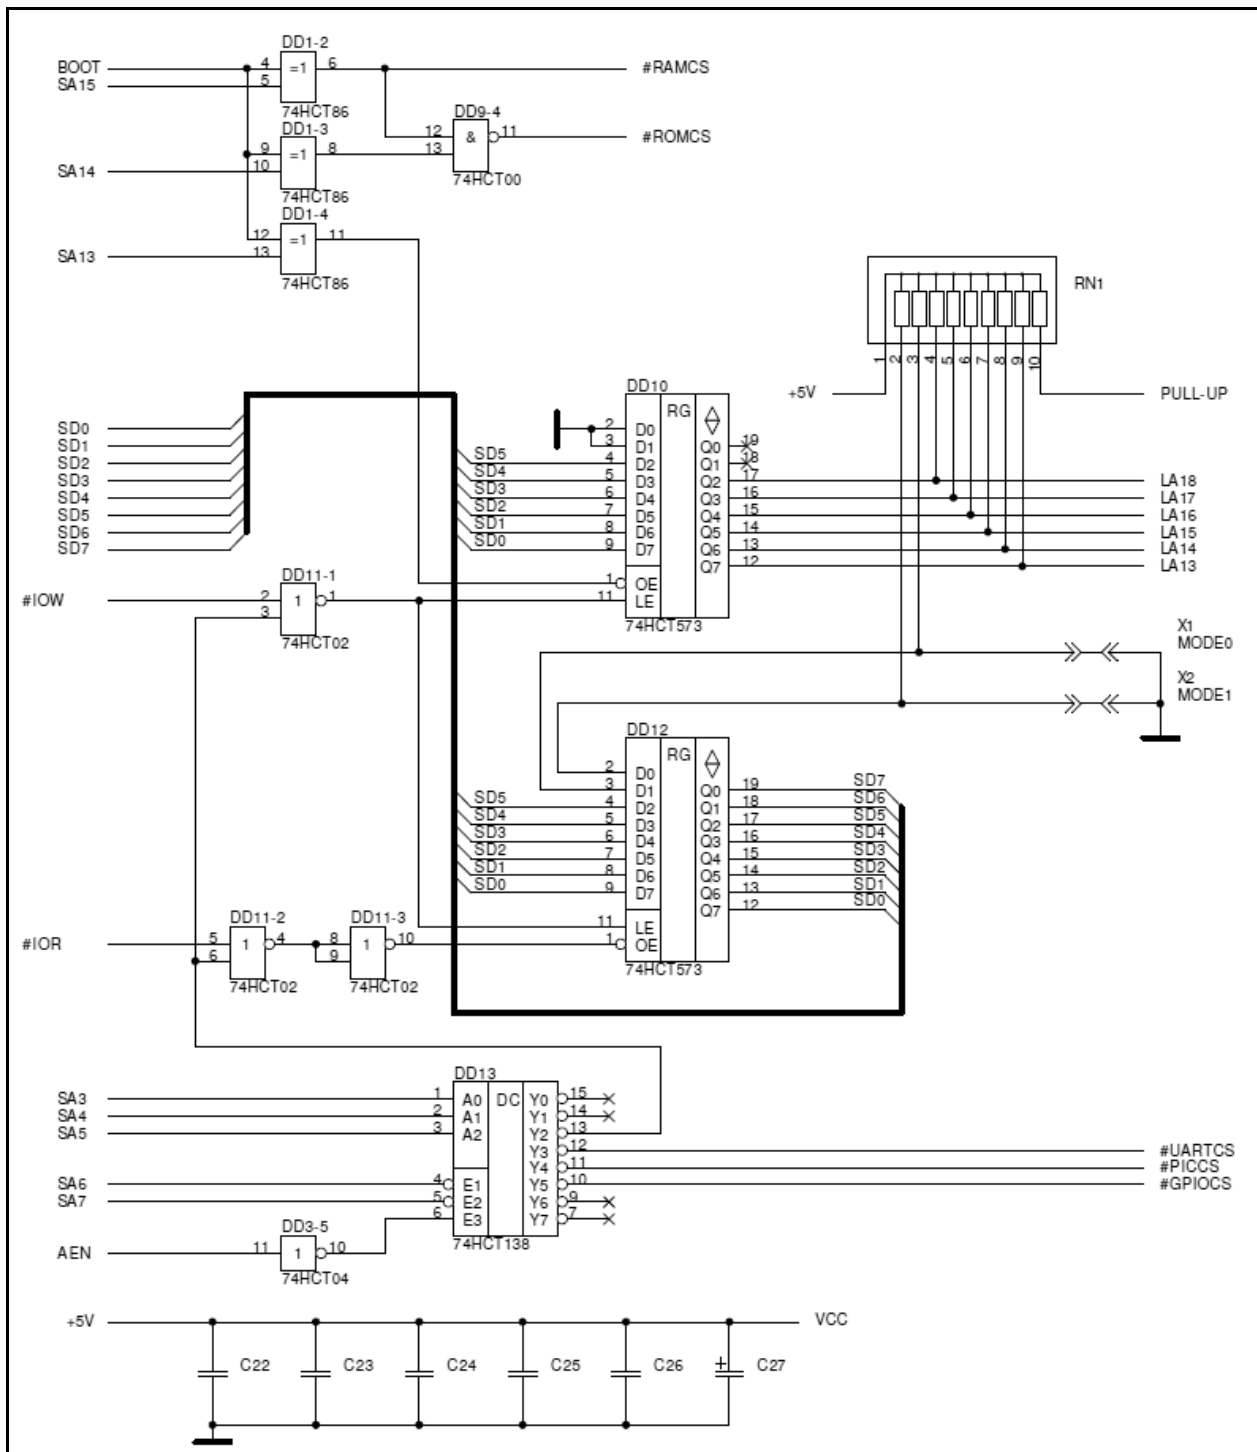 DD1-2
BOOT 4 =1 6 #RAMCS
SA15 5
74HCT86 DD9-4
DD1-3 12 & 11 #ROMCS
9 =1 8 13
SA14 10 74HCT00
74HCT86
DD1-4
12 =1 11
SA13 13
74HCT86
RN1
1 2 3 4 5 6 7 8 9 10
+5V PULL-UP
DD10
RG
SD0 2 D0
SD1 3 D1 Q0 19
SD2 SD5 4 D2 Q1 18
SD3 SD4 5 D3 Q2 17 LA18
SD4 SD3 6 D4 Q3 16 LA17
SD5 SD2 7 D5 Q4 15 LA16
SD6 SD1 8 D6 Q5 14 LA15
SD7 SD0 9 D7 Q6 13 LA14
Q7 12 LA13
DD11-1 1 OE
#IOW 2 1 1 11 LE
3 74HCT573
74HCT02
X1
MODE0
X2
MODE1
DD12
RG
2 D0
3 D1 Q0 19 SD7
SD5 4 D2 Q1 18 SD6
SD4 5 D3 Q2 17 SD5
SD3 6 D4 Q3 16 SD4
SD2 7 D5 Q4 15 SD3
SD1 8 D6 Q5 14 SD2
SD0 9 D7 Q6 13 SD1
Q7 12 SD0
DD11-2 DD11-3 11 LE
#IOR 5 1 4 8 1 10 1 OE
6 9 74HCT573
74HCT02 74HCT02
DD13
SA3 1 A0 DC Y0 15
SA4 2 A1 Y1 14
SA5 3 A2 Y2 13
Y3 12 #UARTCS
Y4 11 #PICCS
SA6 4 E1 Y5 10 #GPIOCS
SA7 5 E2 Y6 9
6 E3 Y7 7
DD3-5 74HCT138
AEN 11 1 10
74HCT04
+5V VCC
C22 C23 C24 C25 C26 + C27